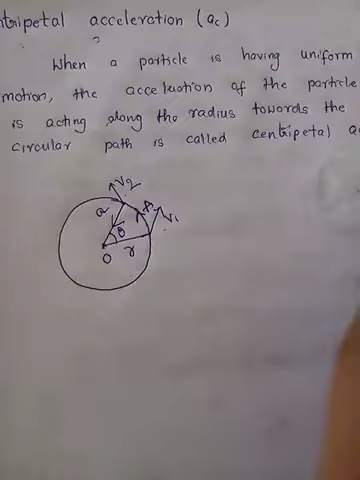 ntripetal acceleration (ac)
When a particle is having uniform
motion, the acceleration of the particle
is acting along the radius towards the
circular path is called centripetal a
V2
a
V1
θ
r
O